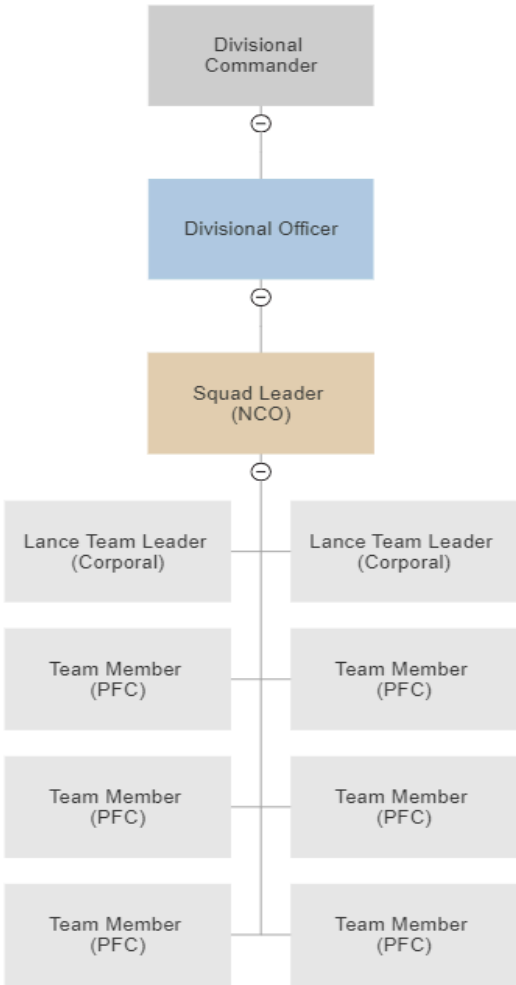 Divisional
Commander
Divisional Officer
Squad Leader
(NCO)
Lance Team Leader
(Corporal)
Lance Team Leader
(Corporal)
Team Member
(PFC)
Team Member
(PFC)
Team Member
(PFC)
Team Member
(PFC)
Team Member
(PFC)
Team Member
(PFC)